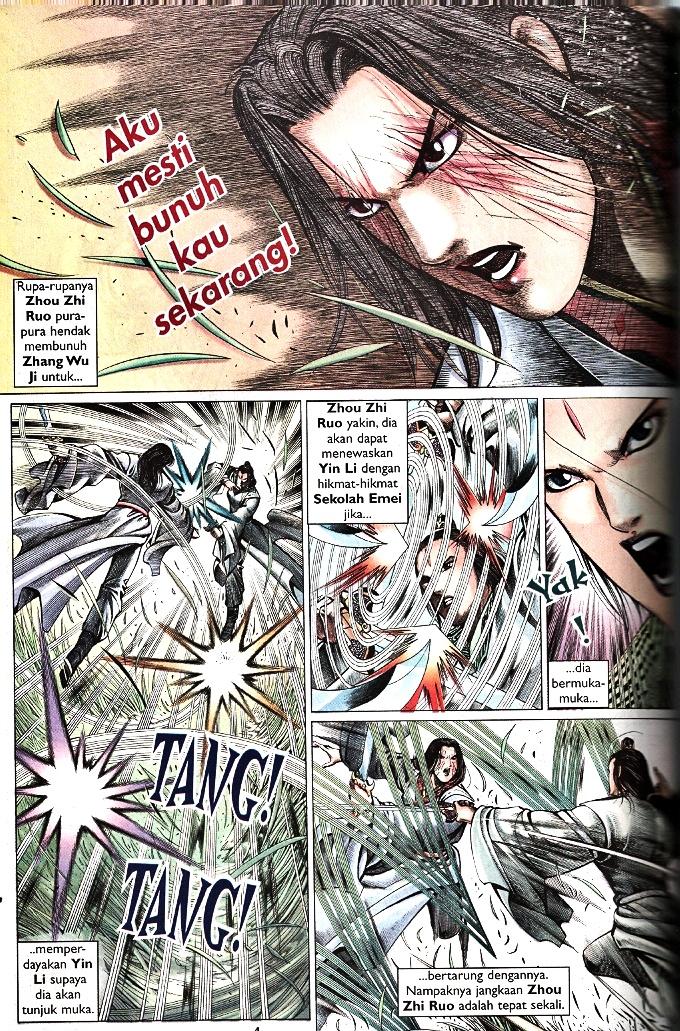 Aku
mesti
bunuh
kau
sekarang!
Rupa-rupanya
Zhou Zhi
Ruo pura-
pura hendak
membunuh
Zhang Wu
Ji untuk...
TANG!
TANG!
..memper-
dayakan Yin
Li supaya
dia akan
tunjuk muka.
Zhou Zhi
Ruo yakin, dia
akan dapat
menewaskan
Yin Li dengan
hikmat-hikmat
Sekolah Emei
jika...
Yak
!
...dia
bermuka-
muka...
...bertarung dengannya.
Nampaknya jangkaan Zhou
Zhi Ruo adalah tepat sekali.